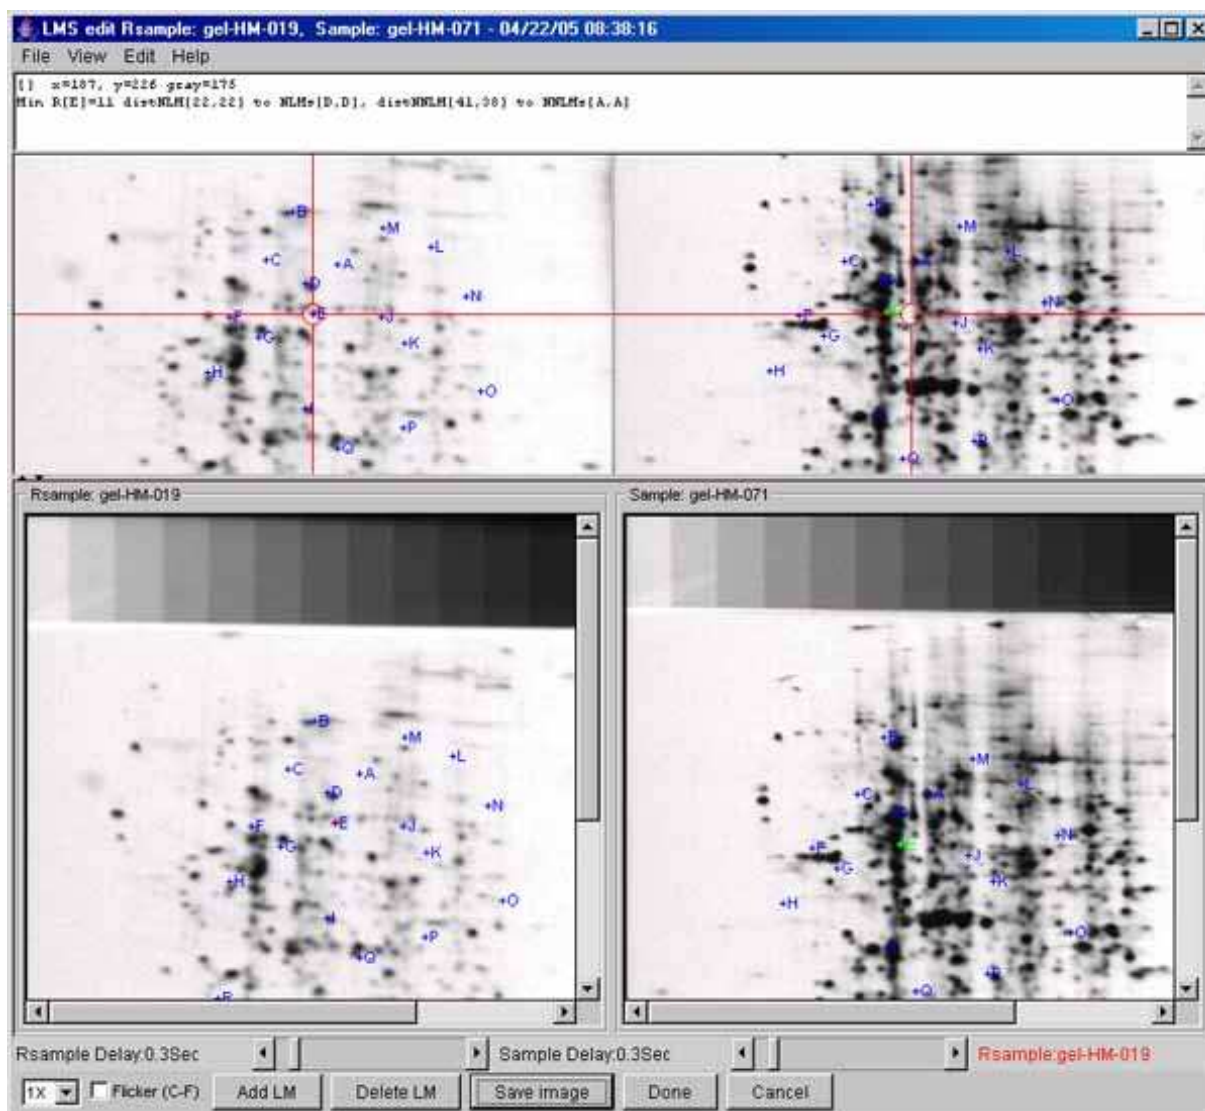 LMS edit Rsample: gel-HM-019, Sample: gel-HM-071 - 04/22/05 08:38:16
File View Edit Help
[] x=187, y=226 gray=175
Min R[E]=11 distNLM[22,22] to NLMs[D,D], distNNLM[41,38] to NNLMs[A,A]
+B
+M
+L
+C
+A
+D
+N
+E
+F
+J
+G
+K
+H
+O
+P
+Q
+M
+L
+C
+N
+F
+J
+G
+K
+H
+O
+Q
Rsample: gel-HM-019
Sample: gel-HM-071
+B
+M
+L
+C
+A
+D
+N
+E
+F
+J
+G
+K
+H
+O
+I
+P
+Q
+R
+M
+L
+C
+A
+N
+F
+J
+G
+K
+H
+O
+Q
Rsample Delay:0.3Sec
Sample Delay:0.3Sec
Rsample:gel-HM-019
1X
Flicker (C-F)
Add LM
Delete LM
Save image
Done
Cancel